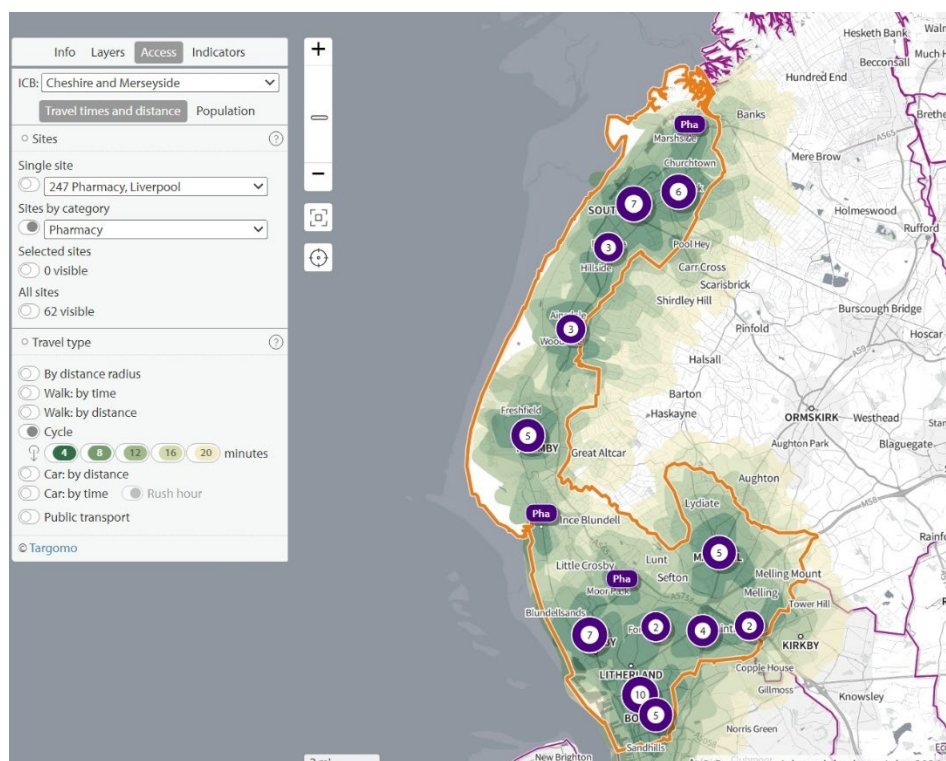 Info Layers Access Indicators
ICB: Cheshire and Merseyside
Travel times and distance Population
Sites ?
Single site
247 Pharmacy, Liverpool
Sites by category
Pharmacy
Selected sites
0 visible
All sites
62 visible
Travel type ?
By distance radius
Walk: by time
Walk: by distance
Cycle
4 8 12 16 20 minutes
Car: by distance
Car: by time Rush hour
Public transport
© Targomo
+
−
Hesketh Bank
Becconsall
Hundred End
Banks
Pha
Marshside
A565
Mere Brow
Churchtown
6
7
Holmeswood
Rufford
3
Pool Hey
Hillside
Carr Cross
Scarisbrick
Shirdley Hill
Burscough Bridge
3
Pinfold
A59
Halsall
Barton
Freshfield
Haskayne
ORMSKIRK
Westhead
5
Aughton Park
Great Altcar
Aughton
Lydiate
M58
Pha
Ince Blundell
5
Lunt
Little Crosby
Sefton
Melling Mount
Pha
Melling
Tower Hill
Blundellsands
7
2
4
2
KIRKBY
LITHERLAND
Copple House
Gillmoss
Knowsley
10
5
Norris Green
Sandhills
New Brighton